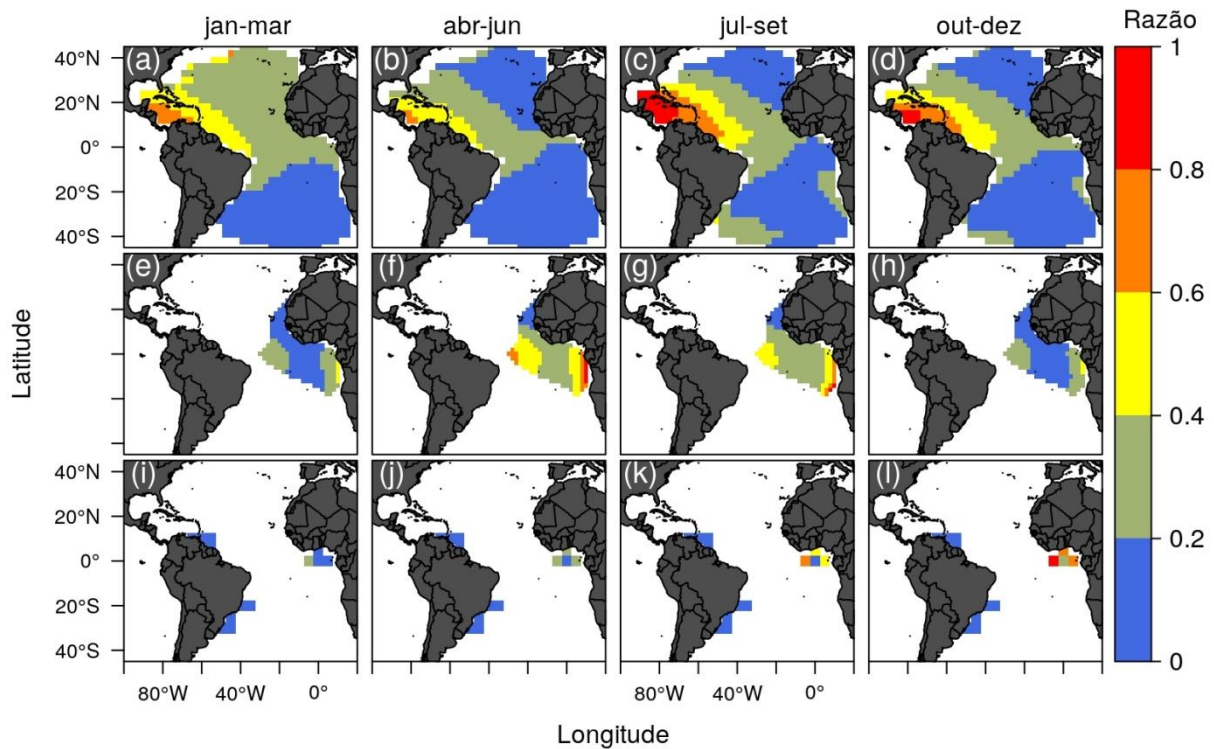 jan-mar abr-jun jul-set out-dez Razão
(a) (b) (c) (d) 1
40°N
20°N
0° 0.8
20°S
40°S
(e) (f) (g) (h) 0.6
Latitude
0.4
(i) (j) (k) (l)
40°N
20°N 0.2
0°
20°S
40°S 0
80°W 40°W 0° 80°W 40°W 0°
Longitude